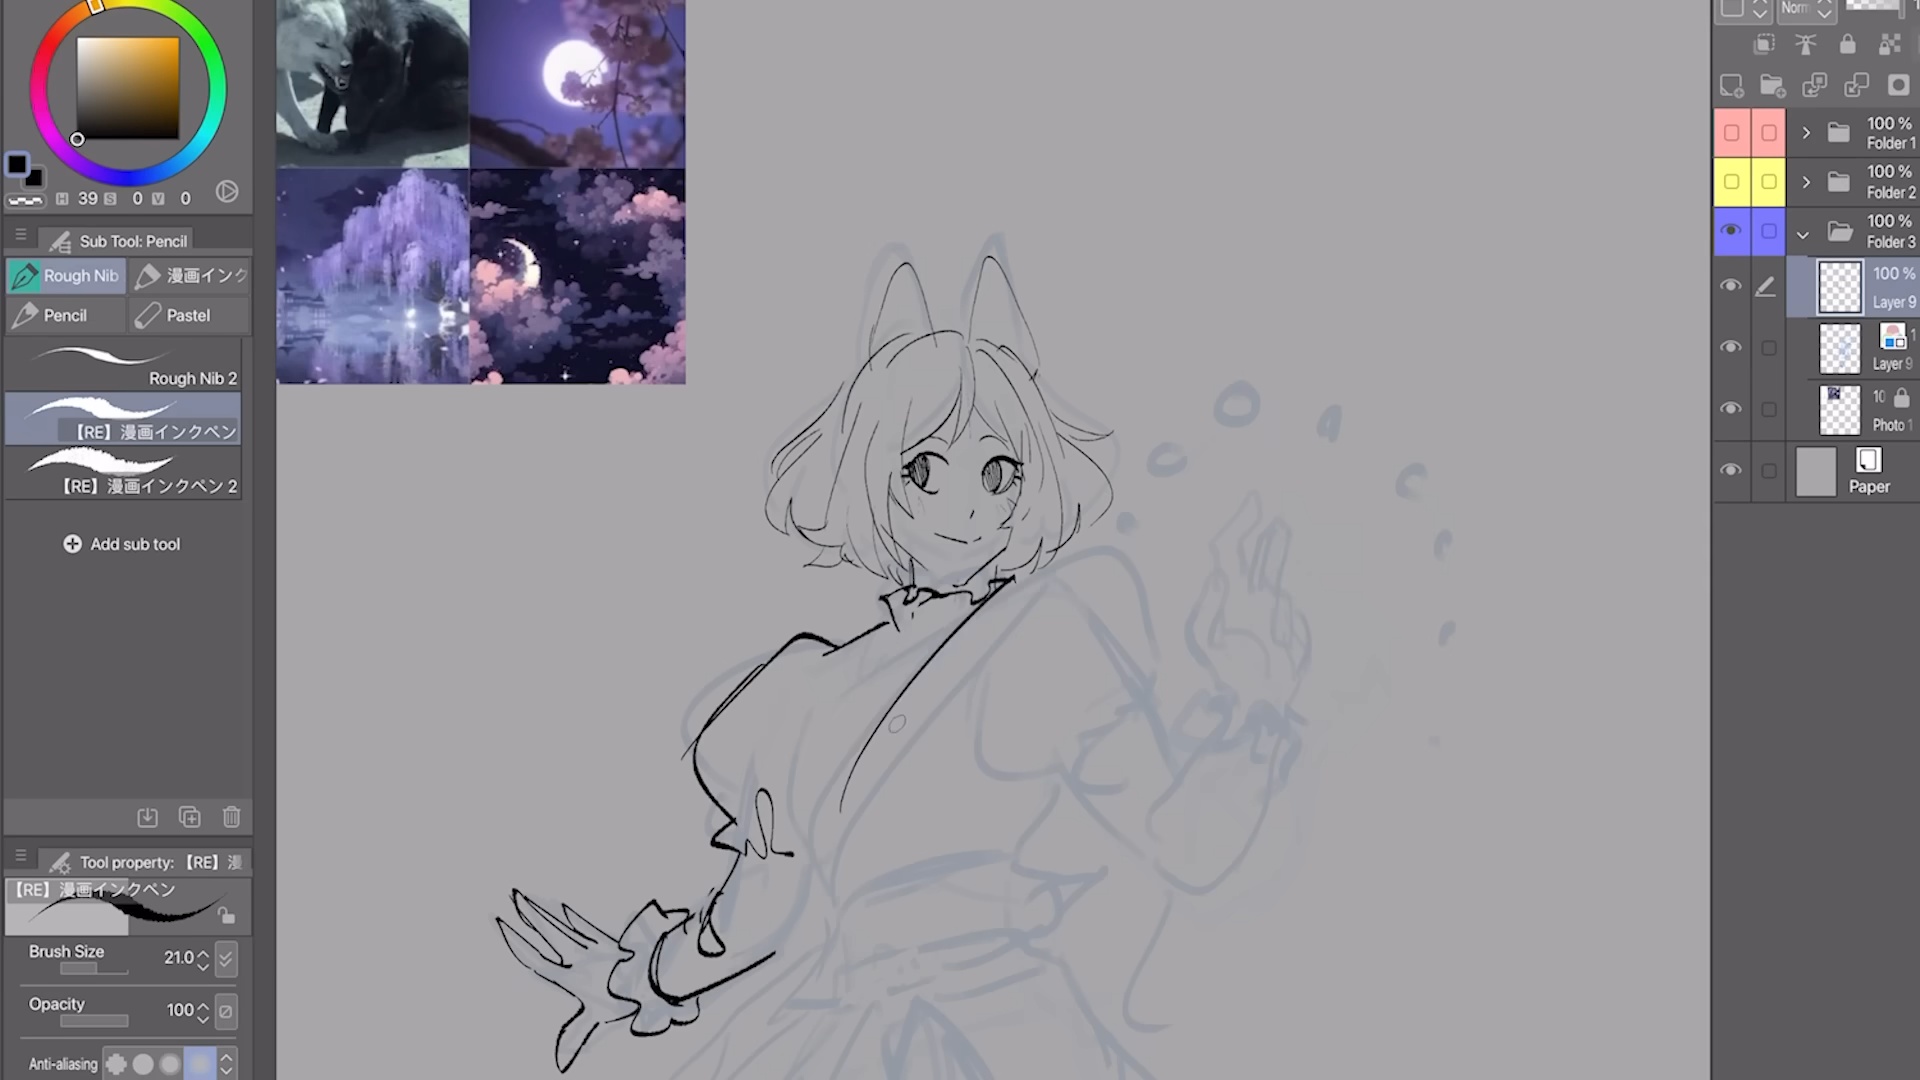 Norm
H 39 S 0 V 0
Sub Tool: Pencil
Rough Nib
漫画インク
Pencil
Pastel
Rough Nib 2
【RE】漫画インクペン
【RE】漫画インクペン 2
Add sub tool
Tool property: 【RE】漫
【RE】漫画インクペン
Brush Size
21.0
Opacity
100
Anti-aliasing
100 %
Folder 1
100 %
Folder 2
100 %
Folder 3
100 %
Layer 9
1
Layer 9
10
Photo 1
Paper